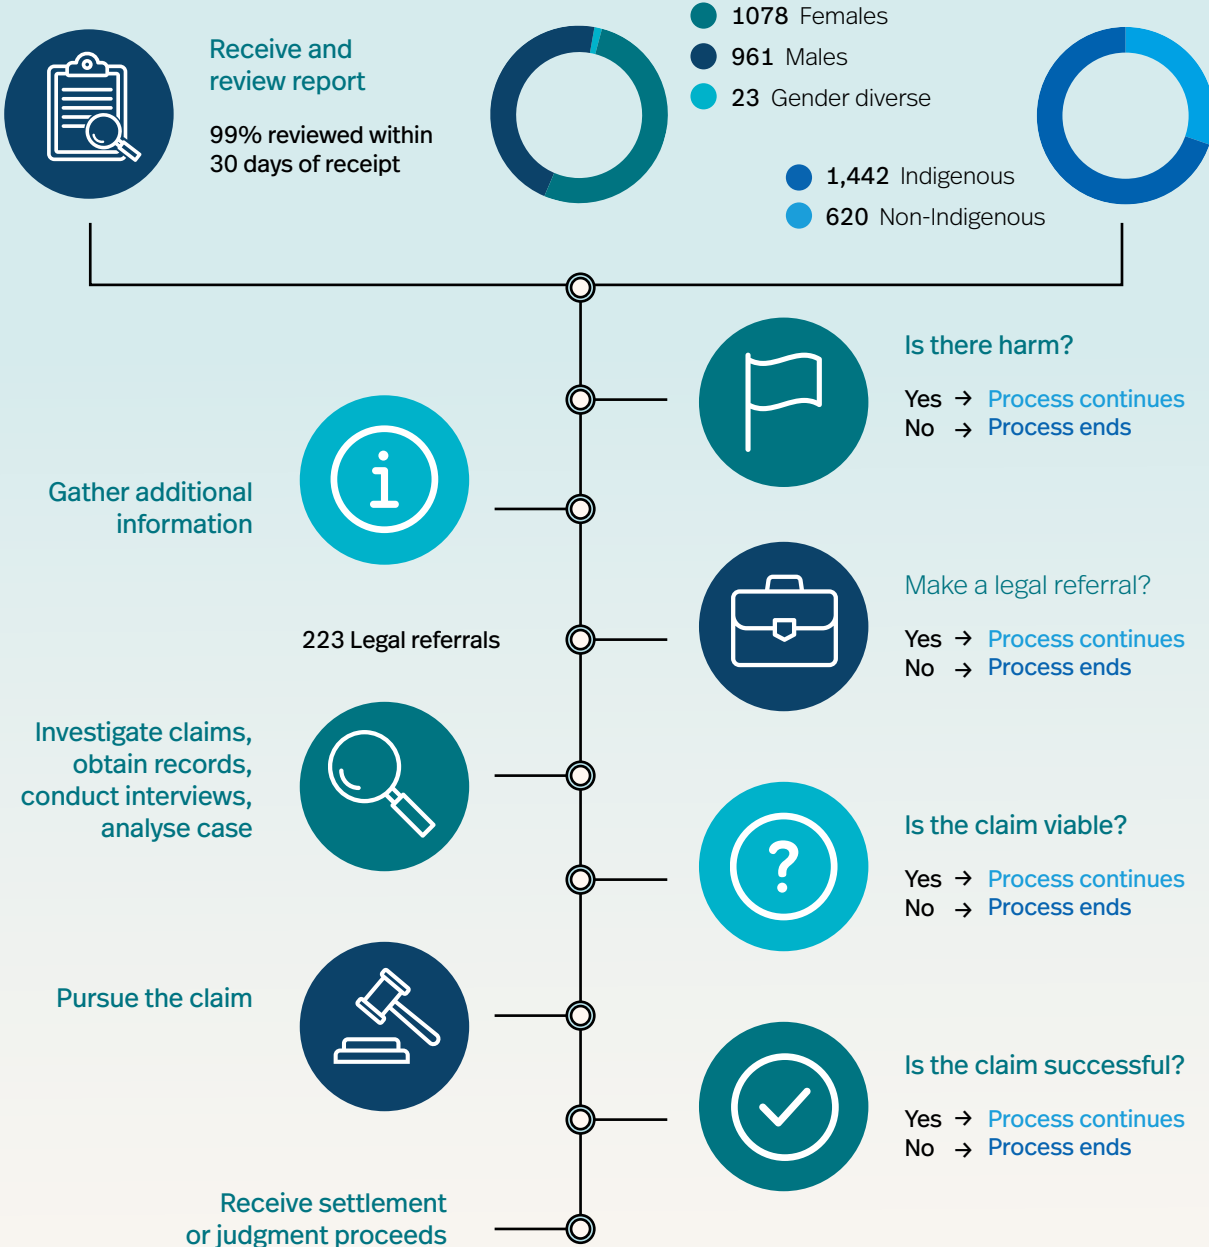 Receive and
review report
99% reviewed within
30 days of receipt
1078 Females
961 Males
23 Gender diverse
1,442 Indigenous
620 Non-Indigenous
Is there harm?
Yes → Process continues
No → Process ends
Gather additional
information
Make a legal referral?
Yes → Process continues
No → Process ends
223 Legal referrals
Investigate claims,
obtain records,
conduct interviews,
analyse case
Is the claim viable?
Yes → Process continues
No → Process ends
Pursue the claim
Is the claim successful?
Yes → Process continues
No → Process ends
Receive settlement
or judgment proceeds